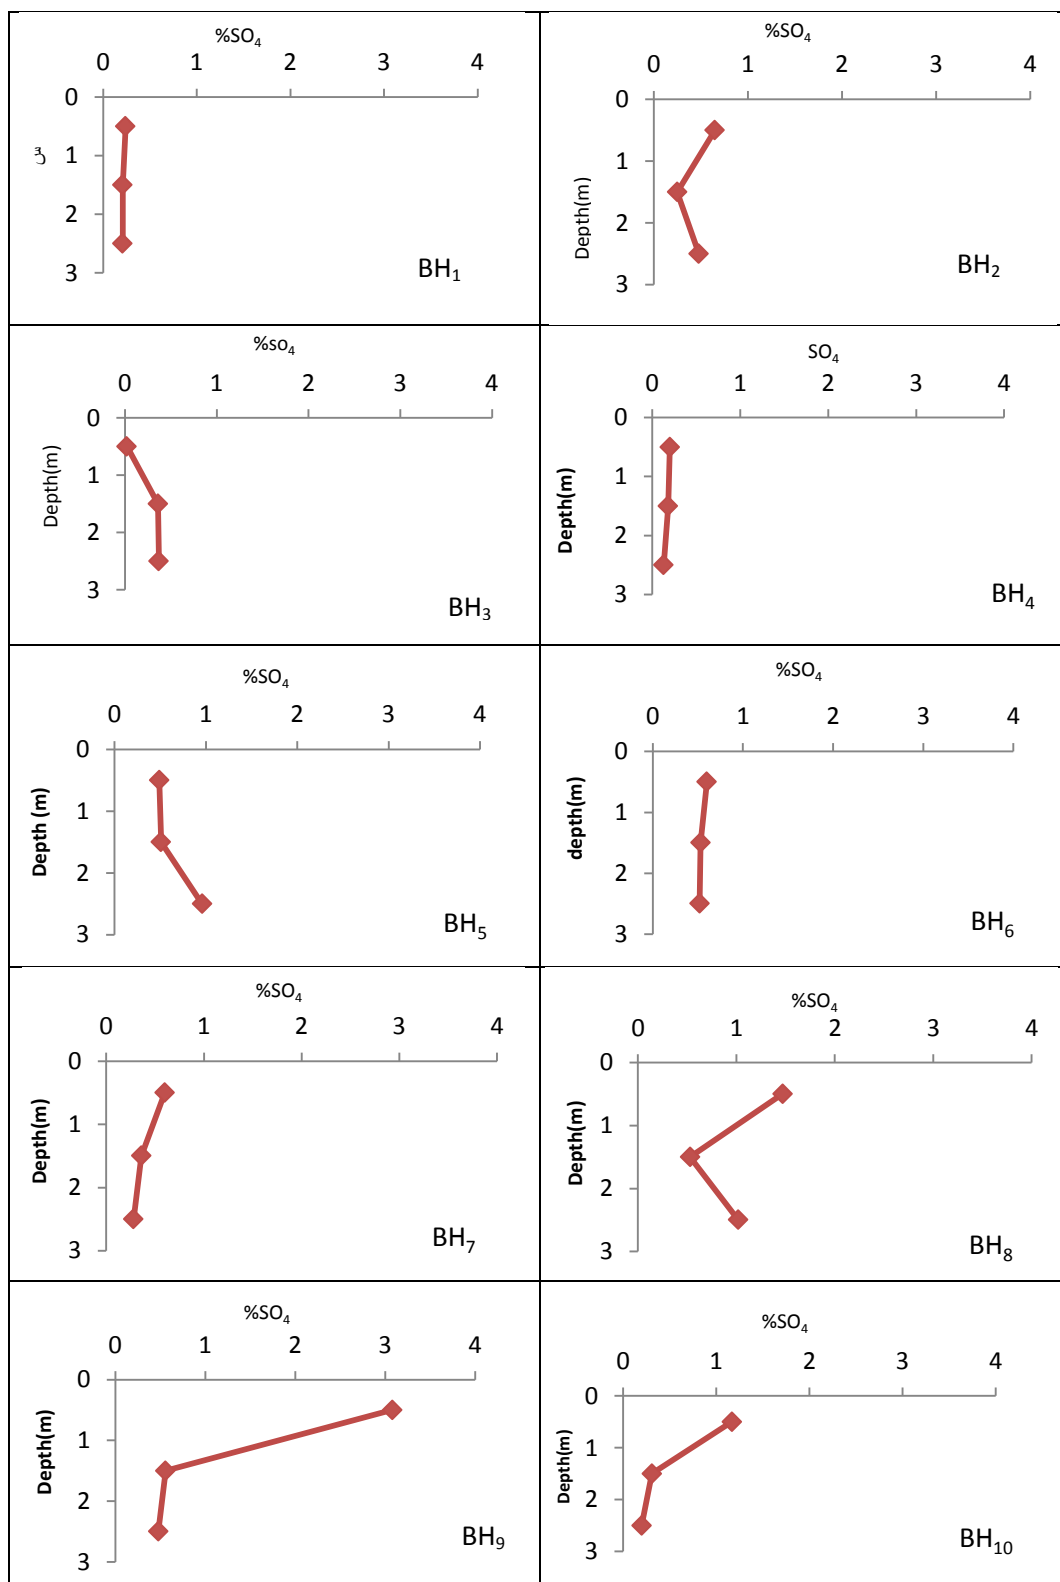 %SO₄
0 1 2 3 4
0
1
2
3
BH₁
%SO₄
0 1 2 3 4
0
1
2
3
Depth(m)
BH₂
%so₄
0 1 2 3 4
0
1
2
3
Depth(m)
BH₃
SO₄
0 1 2 3 4
0
1
2
3
Depth(m)
BH₄
%SO₄
0 1 2 3 4
0
1
2
3
Depth (m)
BH₅
%SO₄
0 1 2 3 4
0
1
2
3
depth(m)
BH₆
%SO₄
0 1 2 3 4
0
1
2
3
Depth(m)
BH₇
%SO₄
0 1 2 3 4
0
1
2
3
Depth(m)
BH₈
%SO₄
0 1 2 3 4
0
1
2
3
Depth(m)
BH₉
%SO₄
0 1 2 3 4
0
1
2
3
Depth(m)
BH₁₀